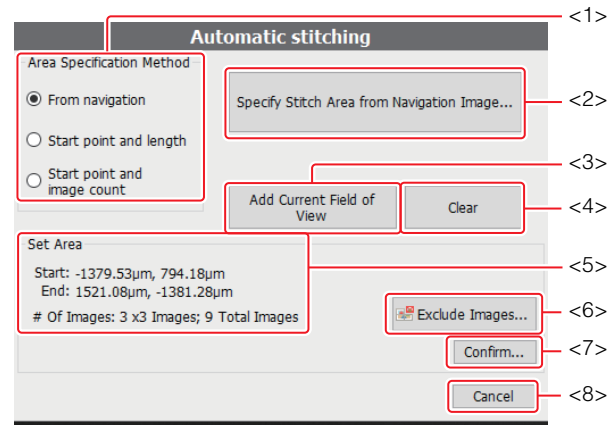 <1>
Automatic stitching
Area Specification Method
From navigation
Specify Stitch Area from Navigation Image...
<2>
Start point and length
<3>
Start point and
image count
Add Current Field of
View
Clear
<4>
Set Area
<5>
Start: -1379.53µm, 794.18µm
End: 1521.08µm, -1381.28µm
# Of Images: 3 x3 Images; 9 Total Images
Exclude Images...
<6>
Confirm...
<7>
Cancel
<8>